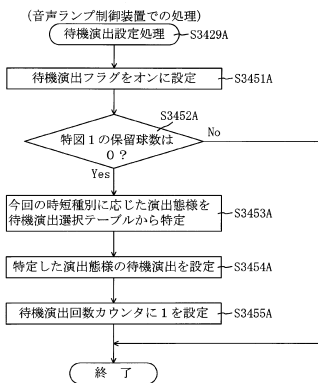 (音声ランプ制御装置での処理)
待機演出設定処理
S3429A
待機演出フラグをオンに設定
S3451A
S3452A
特図1の保留球数は
0?
No
Yes
今回の時短種別に応じた演出態様を
待機演出選択テーブルから特定
S3453A
特定した演出態様の待機演出を設定
S3454A
待機演出回数カウンタに1を設定
S3455A
終 了